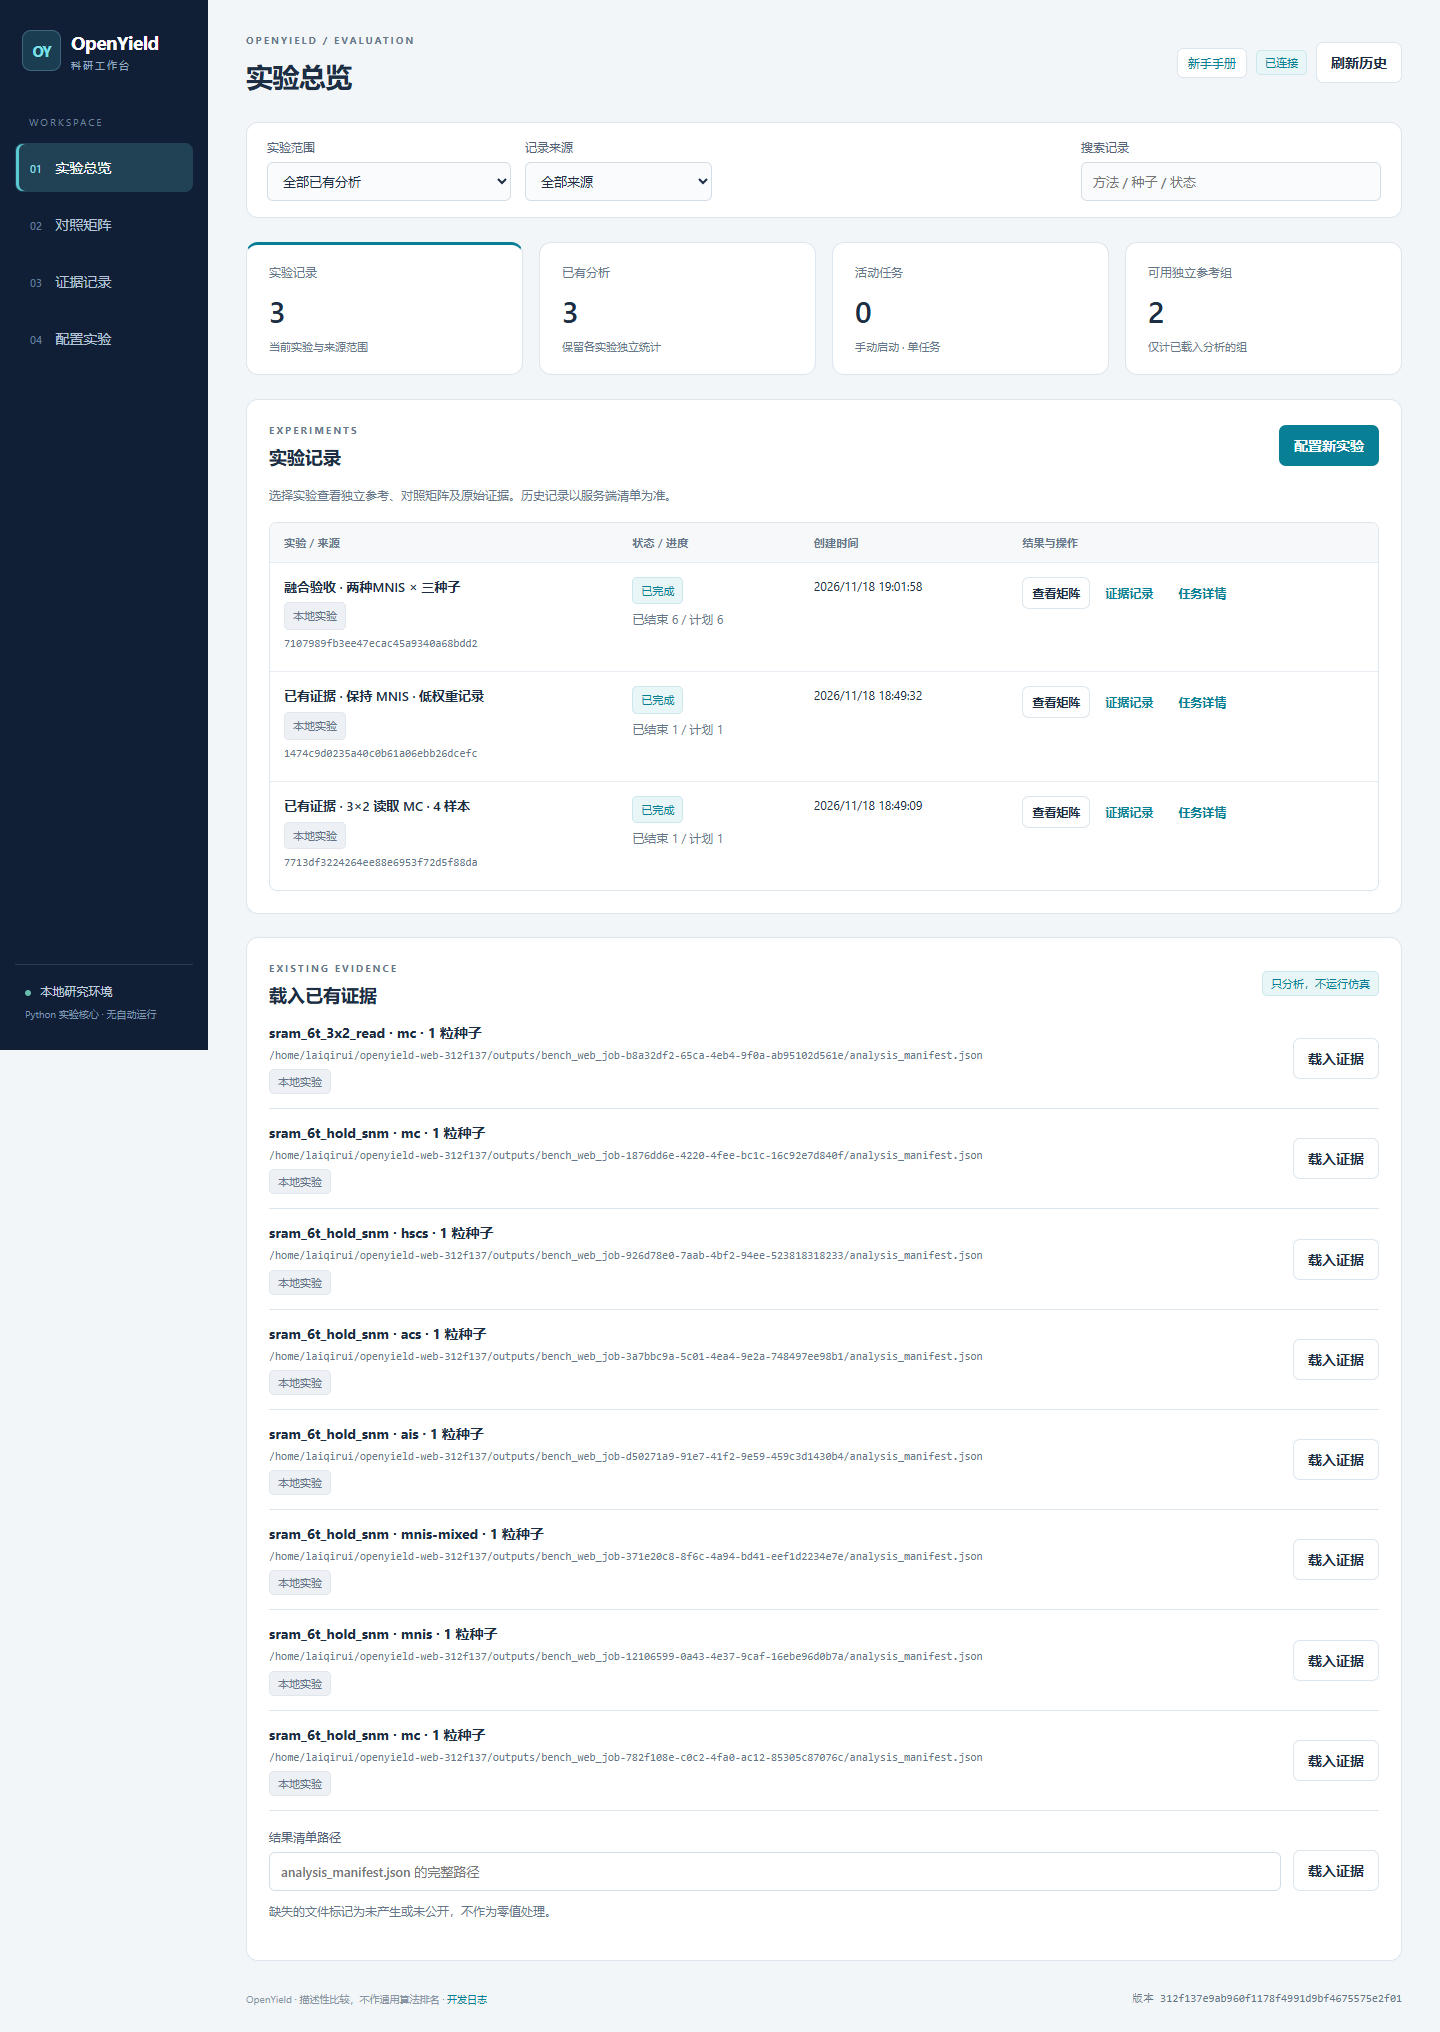 OY
OpenYield
科研工作台
WORKSPACE
01 实验总览
02 对照矩阵
03 证据记录
04 配置实验
本地研究环境
Python 实验核心 · 无自动运行
OPENYIELD / EVALUATION
实验总览
新手手册
已连接
刷新历史
实验范围
全部已有分析
记录来源
全部来源
搜索记录
方法 / 种子 / 状态
实验记录
3
当前实验与来源范围
已有分析
3
保留各实验独立统计
活动任务
0
手动启动 · 单任务
可用独立参考组
2
仅计已载入分析的组
EXPERIMENTS
实验记录
配置新实验
选择实验查看独立参考、对照矩阵及原始证据。历史记录以服务端清单为准。
实验 / 来源 状态 / 进度 创建时间 结果与操作
融合验收 · 两种MNIS × 三种子
本地实验
7107989fb3ee47ecac45a9340a68bdd2
已完成
已结束 6 / 计划 6
2026/11/18 19:01:58
查看矩阵 证据记录 任务详情
已有证据 · 保持 MNIS · 低权重记录
本地实验
1474c9d0235a40c0b61a06ebb26dcefc
已完成
已结束 1 / 计划 1
2026/11/18 18:49:32
查看矩阵 证据记录 任务详情
已有证据 · 3×2 读取 MC · 4 样本
本地实验
7713df3224264ee88e6953f72d5f88da
已完成
已结束 1 / 计划 1
2026/11/18 18:49:09
查看矩阵 证据记录 任务详情
EXISTING EVIDENCE
载入已有证据
只分析，不运行仿真
sram_6t_3x2_read · mc · 1 粒种子
/home/laiqirui/openyield-web-312f137/outputs/bench_web_job-b8a32df2-65ca-4eb4-9f0a-ab95102d561e/analysis_manifest.json
本地实验
载入证据
sram_6t_hold_snm · mc · 1 粒种子
/home/laiqirui/openyield-web-312f137/outputs/bench_web_job-1876dd6e-4220-4fee-bc1c-16c92e7d840f/analysis_manifest.json
本地实验
载入证据
sram_6t_hold_snm · hscs · 1 粒种子
/home/laiqirui/openyield-web-312f137/outputs/bench_web_job-926d78e0-7aab-4bf2-94ee-523818318233/analysis_manifest.json
本地实验
载入证据
sram_6t_hold_snm · acs · 1 粒种子
/home/laiqirui/openyield-web-312f137/outputs/bench_web_job-3a7bbc9a-5c01-4ea4-9e2a-748497ee98b1/analysis_manifest.json
本地实验
载入证据
sram_6t_hold_snm · ais · 1 粒种子
/home/laiqirui/openyield-web-312f137/outputs/bench_web_job-d50271a9-91e7-41f2-9e59-459c3d1430b4/analysis_manifest.json
本地实验
载入证据
sram_6t_hold_snm · mnis-mixed · 1 粒种子
/home/laiqirui/openyield-web-312f137/outputs/bench_web_job-371e20c8-8f6c-4a94-bd41-eef1d2234e7e/analysis_manifest.json
本地实验
载入证据
sram_6t_hold_snm · mnis · 1 粒种子
/home/laiqirui/openyield-web-312f137/outputs/bench_web_job-12106599-0a43-4e37-9caf-16ebe96d0b7a/analysis_manifest.json
本地实验
载入证据
sram_6t_hold_snm · mc · 1 粒种子
/home/laiqirui/openyield-web-312f137/outputs/bench_web_job-782f108e-c0c2-4fa0-ac12-85305c87076c/analysis_manifest.json
本地实验
载入证据
结果清单路径
analysis_manifest.json 的完整路径
载入证据
缺失的文件标记为未产生或未公开，不作为零值处理。
OpenYield · 描述性比较，不作通用算法排名 · 开发日志
版本 312f137e9ab960f1178f4991d9bf4675575e2f01